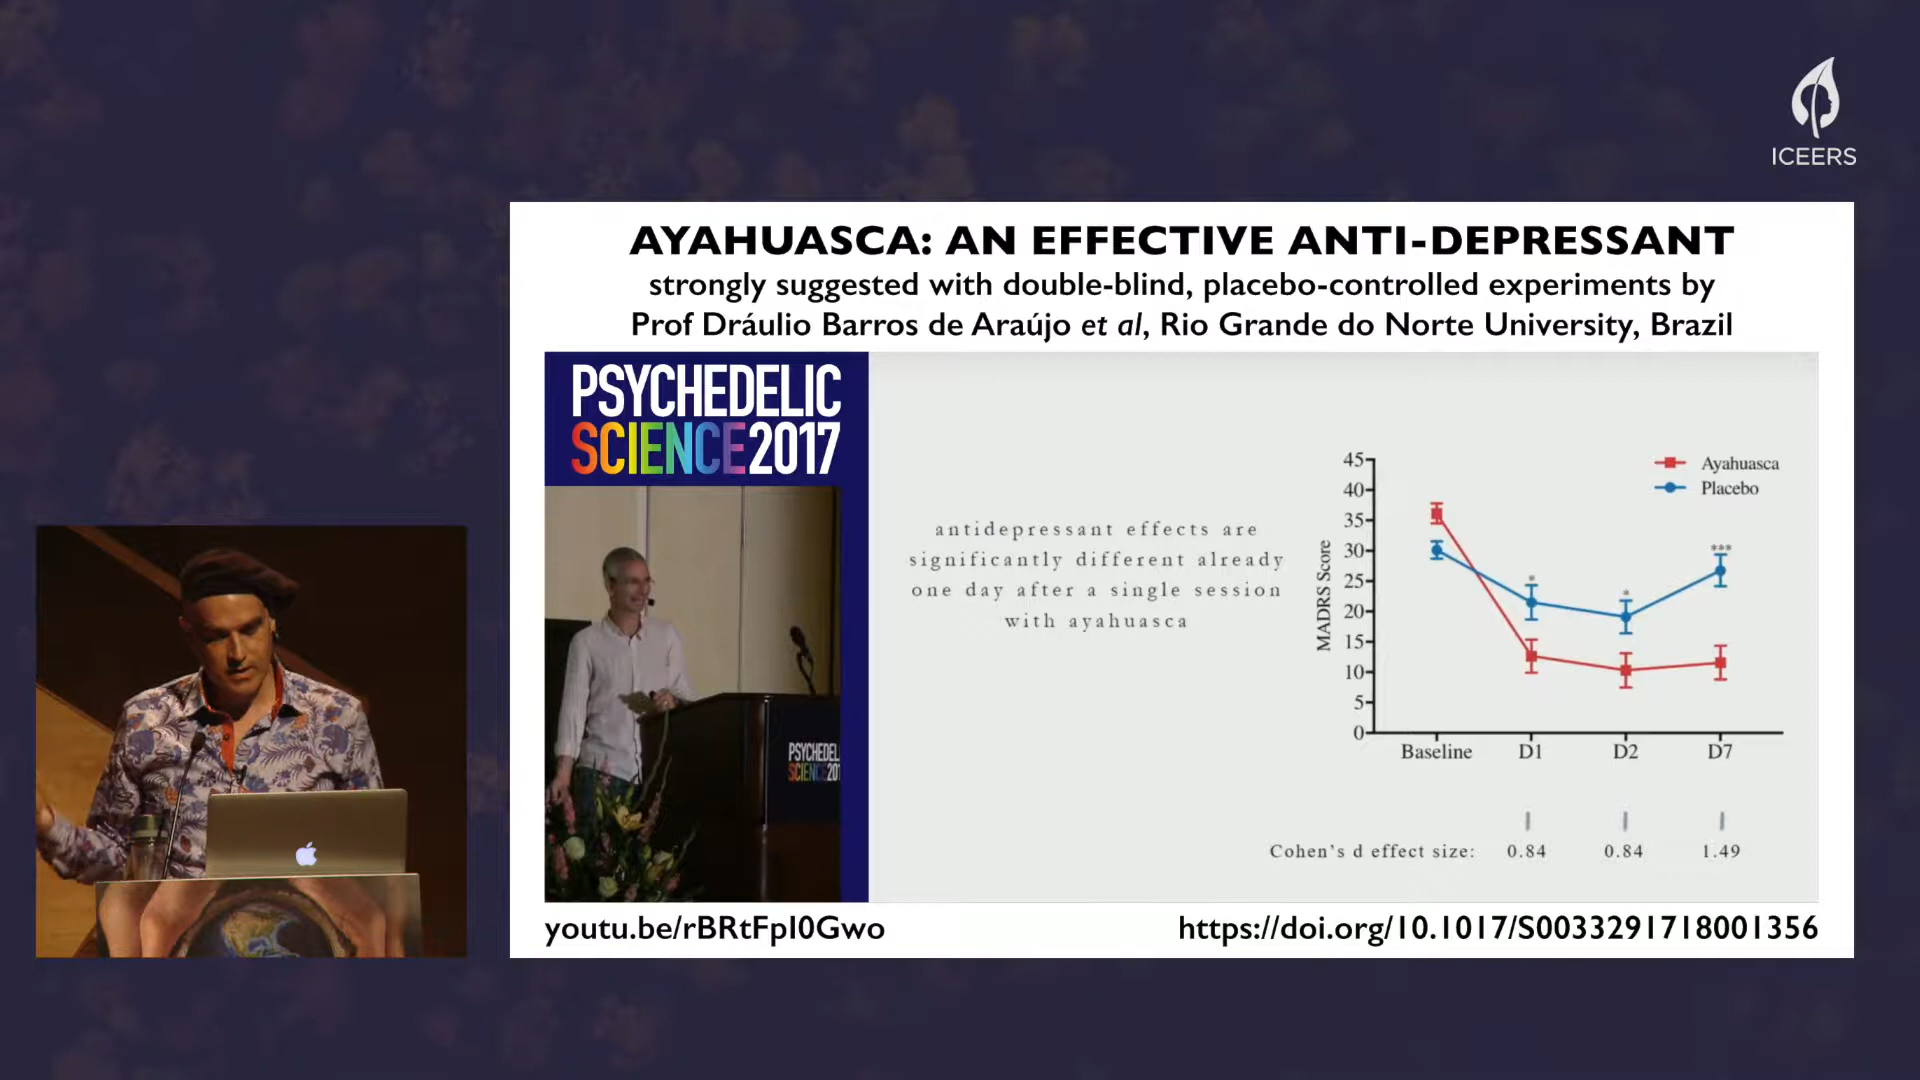 ICEERS
AYAHUASCA: AN EFFECTIVE ANTI-DEPRESSANT
strongly suggested with double-blind, placebo-controlled experiments by
Prof Dráulio Barros de Araújo et al, Rio Grande do Norte University, Brazil
PSYCHEDELIC
SCIENCE 2017
antidepressant effects are
significantly different already
one day after a single session
with ayahuasca
Ayahuasca
Placebo
MADRS Score
45
40
35
30
25
20
15
10
5
0
*
*
***
Baseline D1 D2 D7
Cohen's d effect size: 0.84 0.84 1.49
PSYCHEDEL
SCIENCE201
youtu.be/rBRtFpI0Gwo
https://doi.org/10.1017/S0033291718001356